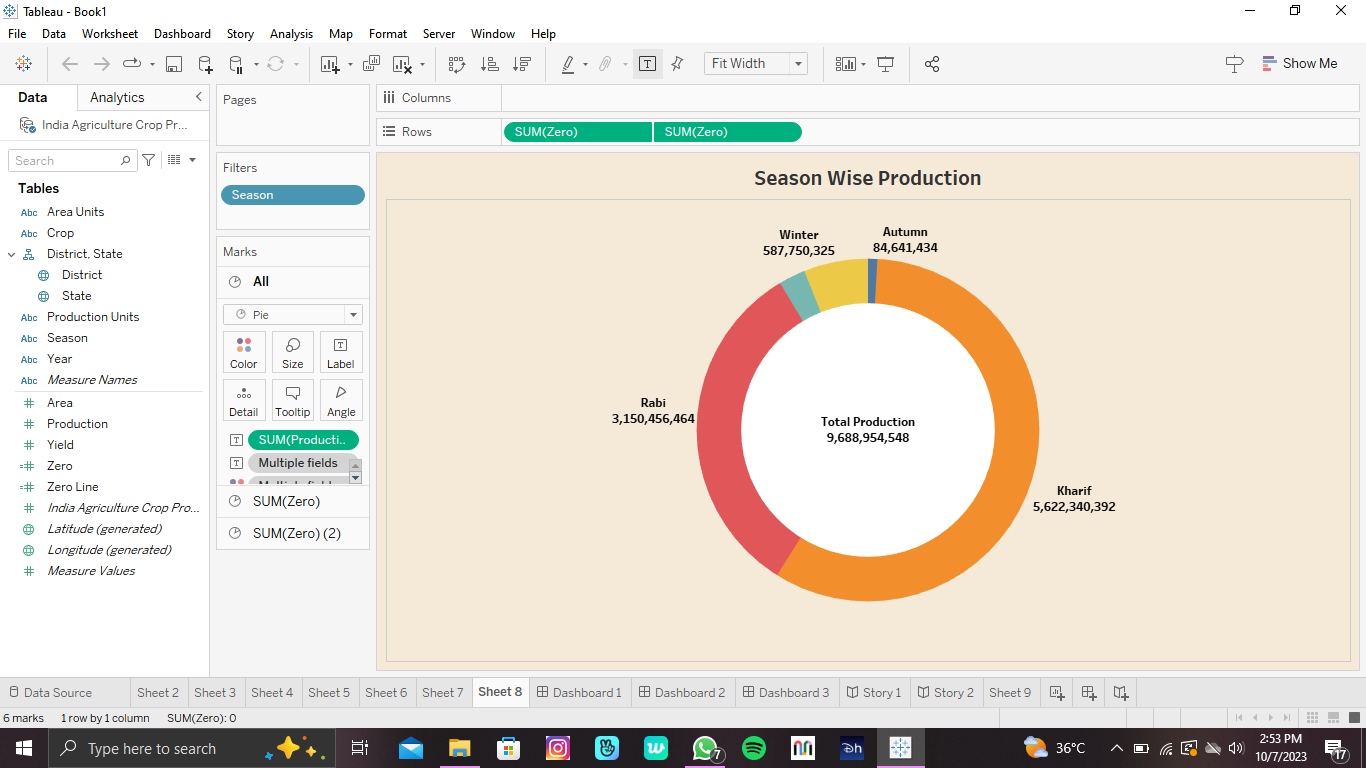 Tableau - Book1
File Data Worksheet Dashboard Story Analysis Map Format Server Window Help
Fit Width
Show Me
Data Analytics
India Agriculture Crop Pr...
Search
Tables
Abc Area Units
Abc Crop
District, State
District
State
Abc Production Units
Abc Season
Abc Year
Abc Measure Names
# Area
# Production
# Yield
=# Zero
=# Zero Line
# India Agriculture Crop Pro...
Latitude (generated)
Longitude (generated)
# Measure Values
Pages
Filters
Season
Marks
All
Pie
Color Size T Label
Detail Tooltip Angle
T SUM(Producti..
T Multiple fields
SUM(Zero)
SUM(Zero) (2)
Columns
Rows SUM(Zero) SUM(Zero)
Season Wise Production
Winter
587,750,325
Autumn
84,641,434
Rabi
3,150,456,464
Total Production
9,688,954,548
Kharif
5,622,340,392
Data Source Sheet 2 Sheet 3 Sheet 4 Sheet 5 Sheet 6 Sheet 7 Sheet 8 Dashboard 1 Dashboard 2 Dashboard 3 Story 1 Story 2 Sheet 9
6 marks 1 row by 1 column SUM(Zero): 0
Type here to search
7
36°C
2:53 PM
10/7/2023
17